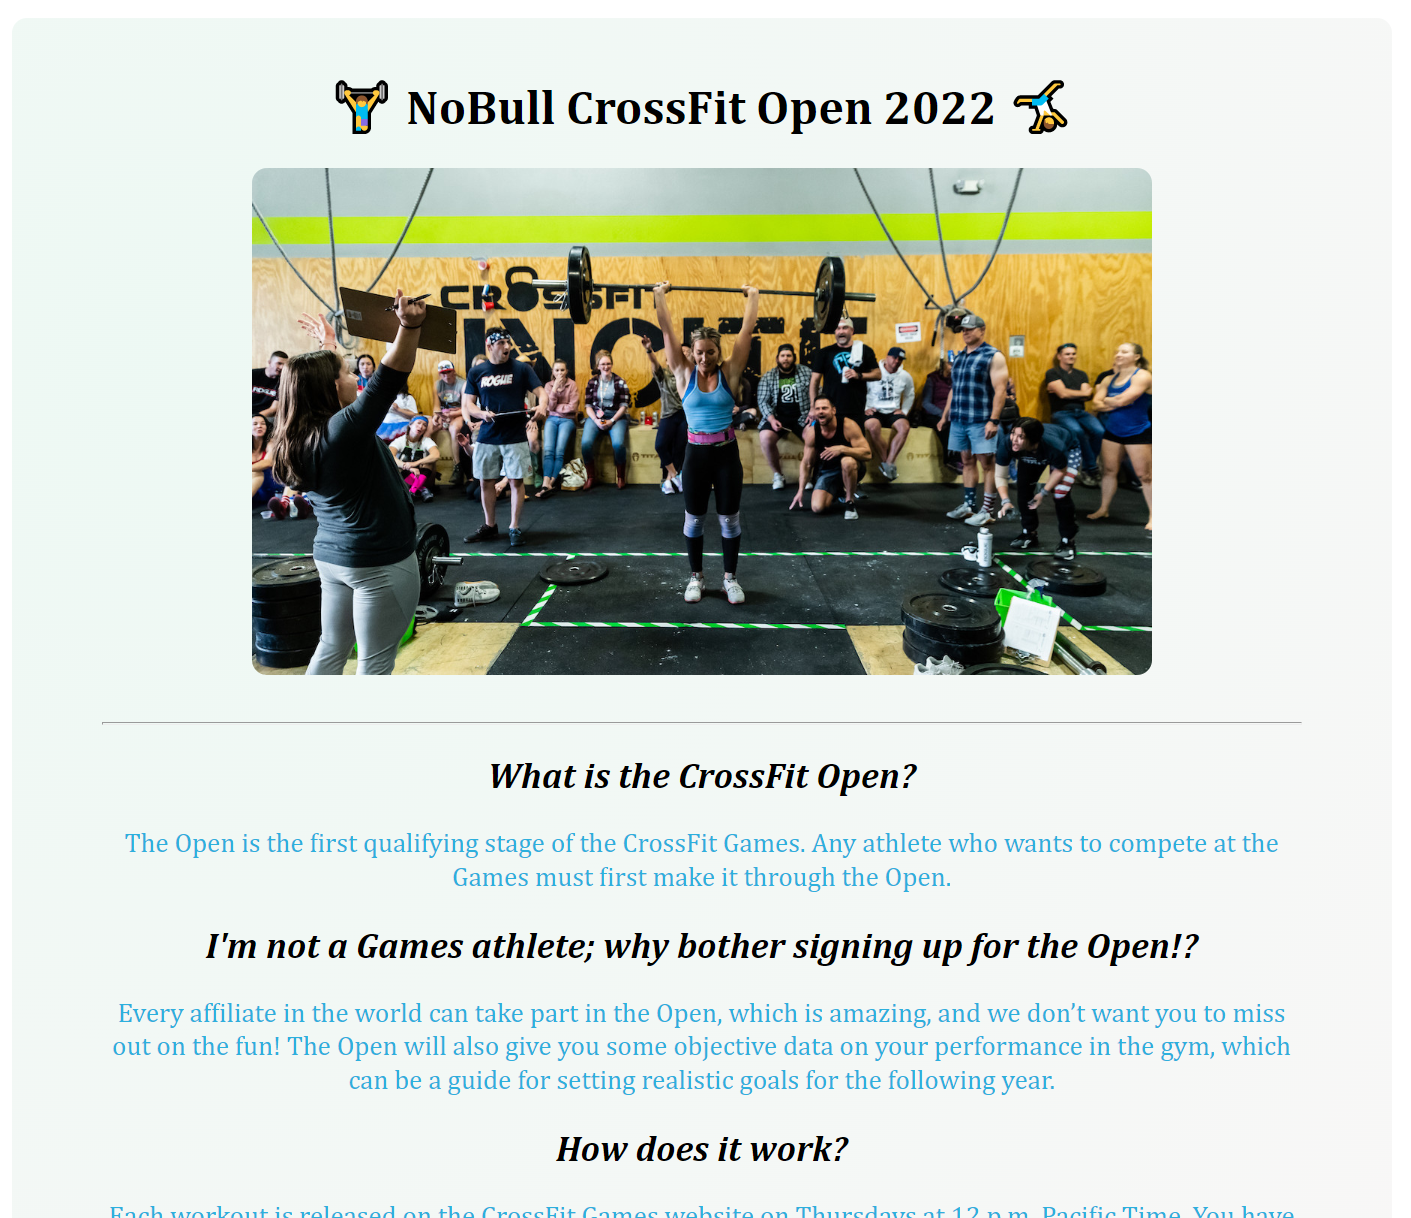 NoBull CrossFit Open 2022
CROSSFIT
ROGUE
21
What is the CrossFit Open?
The Open is the first qualifying stage of the CrossFit Games. Any athlete who wants to compete at the
Games must first make it through the Open.
I'm not a Games athlete; why bother signing up for the Open!?
Every affiliate in the world can take part in the Open, which is amazing, and we don’t want you to miss
out on the fun! The Open will also give you some objective data on your performance in the gym, which
can be a guide for setting realistic goals for the following year.
How does it work?
Each workout is released on the CrossFit Games website on Thursdays at 12 p.m. Pacific Time. You have